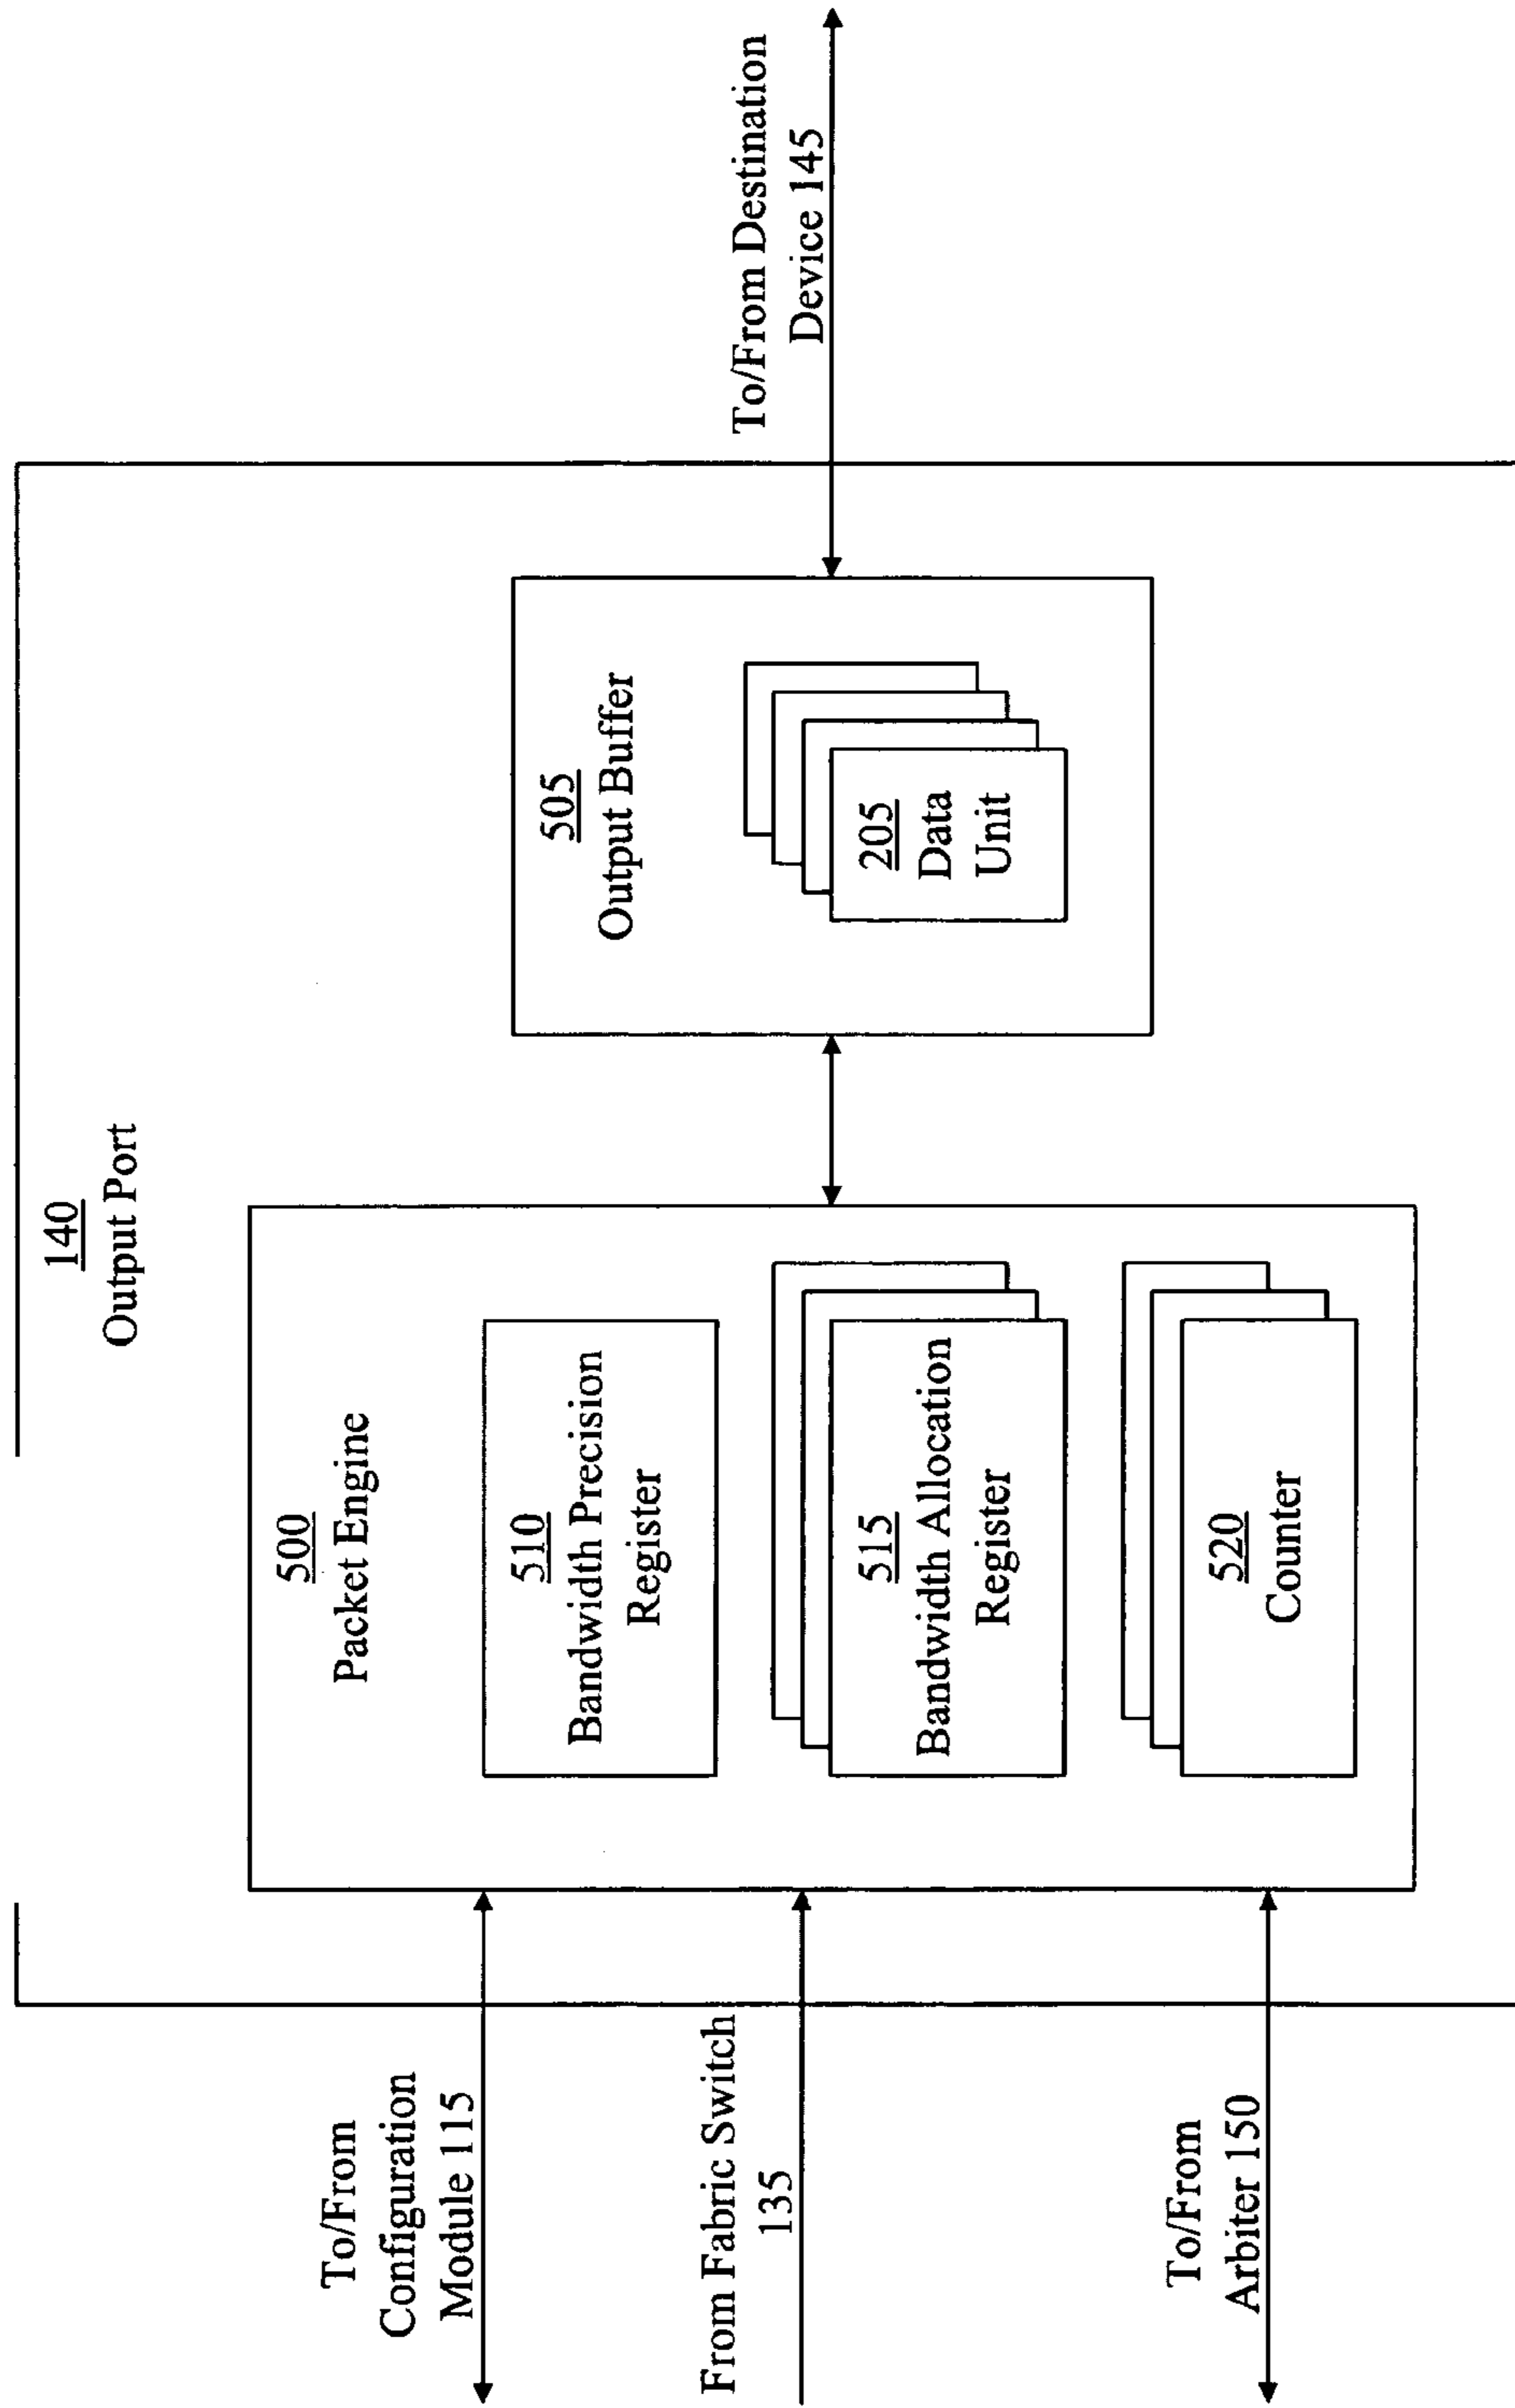 140
Output Port
To/From
Configuration
Module 115
From Fabric Switch
135
To/From
Arbiter 150
500
Packet Engine
510
Bandwidth Precision
Register
515
Bandwidth Allocation
Register
520
Counter
505
Output Buffer
205
Data
Unit
To/From Destination
Device 145